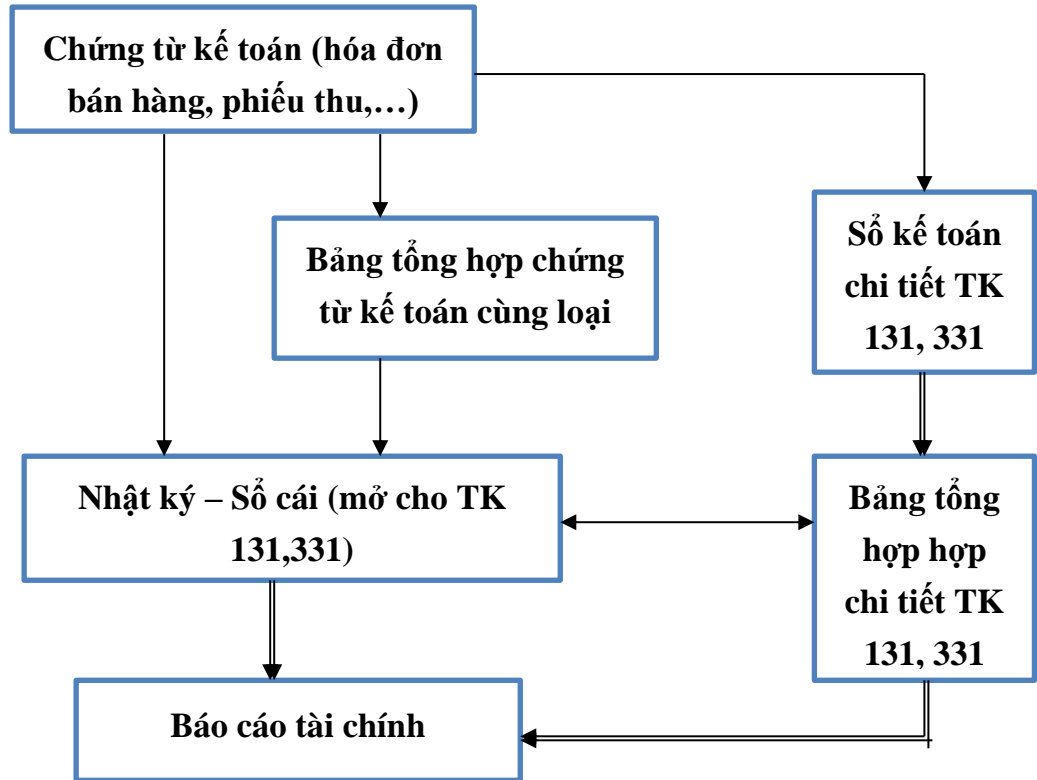 Chứng từ kế toán (hóa đơn
bán hàng, phiếu thu,…)
Bảng tổng hợp chứng
từ kế toán cùng loại
Sổ kế toán
chi tiết TK
131, 331
Nhật ký – Sổ cái (mở cho TK
131,331)
Bảng tổng
hợp hợp
chi tiết TK
131, 331
Báo cáo tài chính